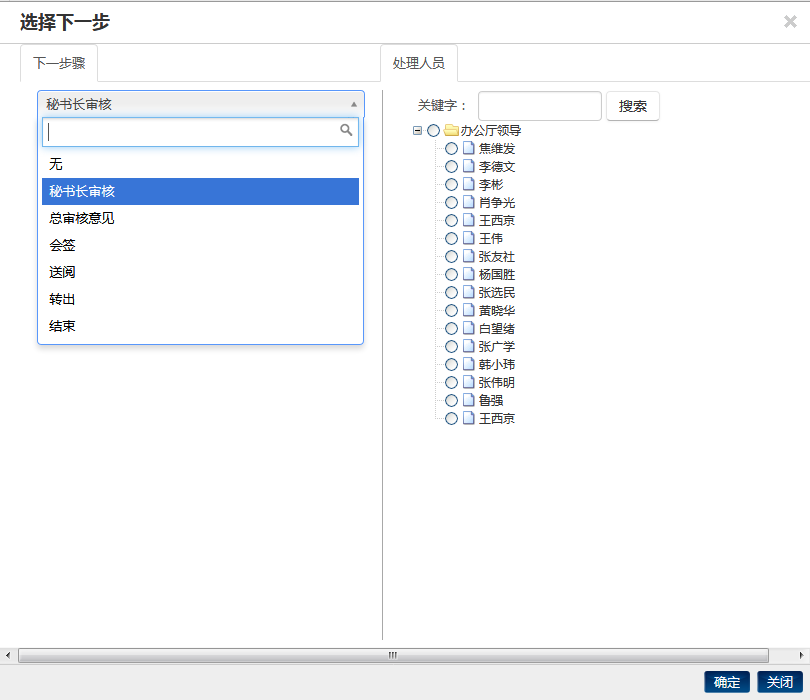 选择下一步
下一步骤
处理人员
秘书长审核
无
秘书长审核
总审核意见
会签
送阅
转出
结束
关键字：
搜索
办公厅领导
焦维发
李德文
李彬
肖争光
王西京
王伟
张友社
杨国胜
张选民
黄晓华
白望绪
张广学
韩小玮
张伟明
鲁强
王西京
确定
关闭